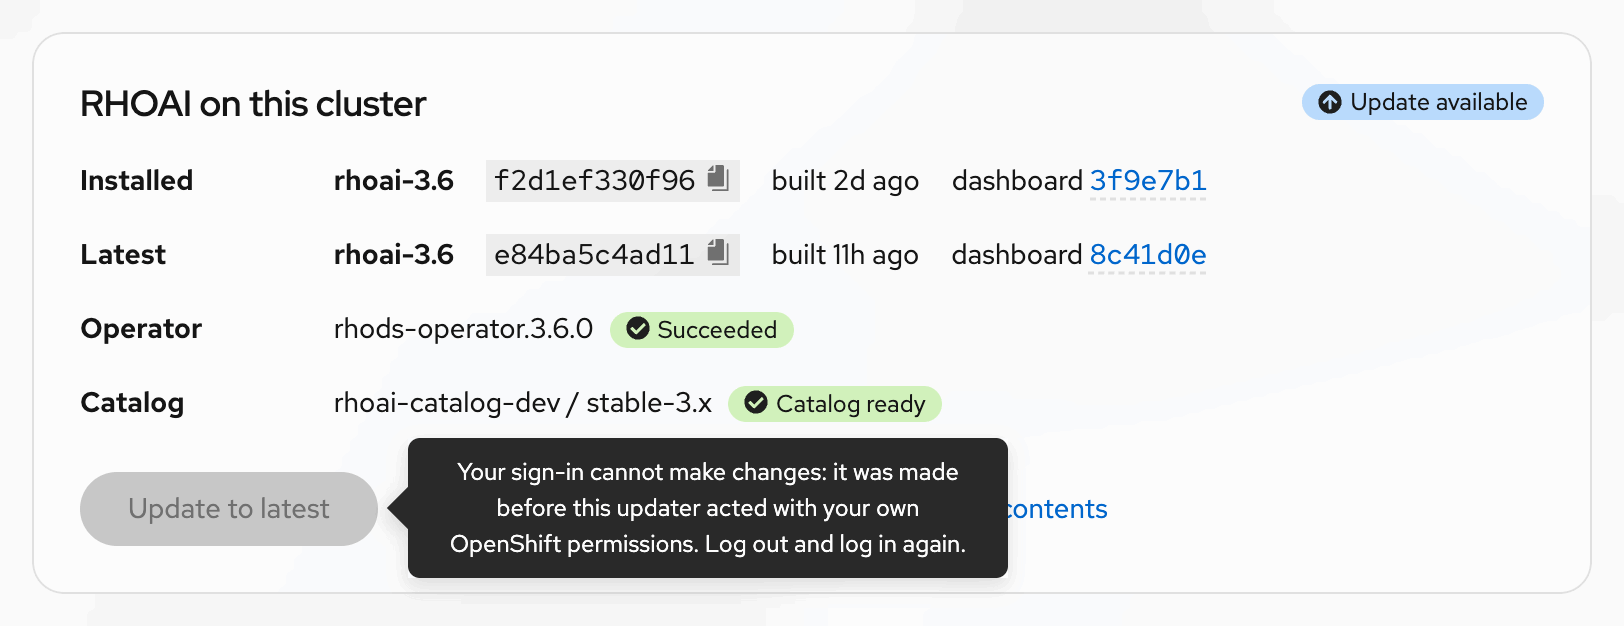 RHOAI on this cluster
Update available
Installed rhoai-3.6 f2d1ef330f96 built 2d ago dashboard 3f9e7b1
Latest rhoai-3.6 e84ba5c4ad11 built 11h ago dashboard 8c41d0e
Operator rhods-operator.3.6.0 Succeeded
Catalog rhoai-catalog-dev / stable-3.x Catalog ready
Update to latest
Your sign-in cannot make changes: it was made
before this updater acted with your own
OpenShift permissions. Log out and log in again.
contents